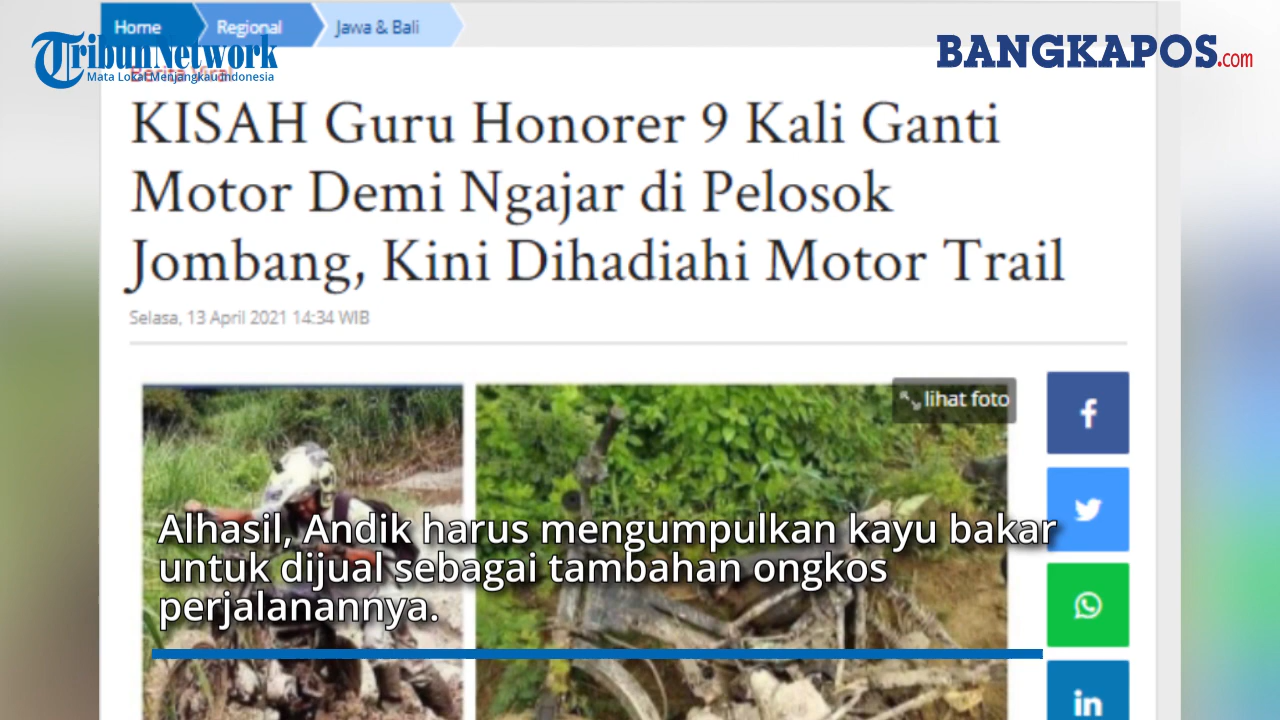 Home Regional Jawa & Bali
TribunNetwork
Mata Lokal Menjangkau Indonesia
Berita Viral
BANGKAPOS.com
KISAH Guru Honorer 9 Kali Ganti
Motor Demi Ngajar di Pelosok
Jombang, Kini Dihadiahi Motor Trail
Selasa, 13 April 2021 14:34 WIB
lihat foto
Alhasil, Andik harus mengumpulkan kayu bakar
untuk dijual sebagai tambahan ongkos
perjalanannya.